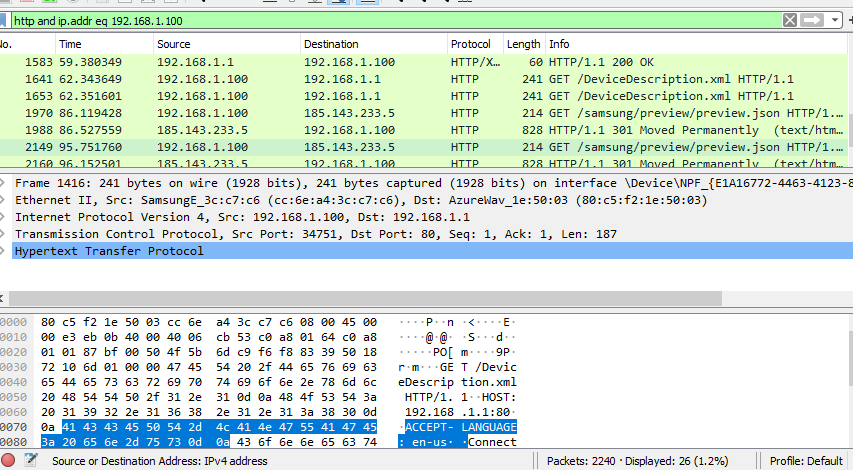 http and ip.addr eq 192.168.1.100
No. Time Source Destination Protocol Length Info
1583 59.380349 192.168.1.1 192.168.1.100 HTTP/X… 60 HTTP/1.1 200 OK
1641 62.343649 192.168.1.100 192.168.1.1 HTTP 241 GET /DeviceDescription.xml HTTP/1.1
1653 62.351601 192.168.1.100 192.168.1.1 HTTP 241 GET /DeviceDescription.xml HTTP/1.1
1970 86.119428 192.168.1.100 185.143.233.5 HTTP 214 GET /samsung/preview/preview.json HTTP/1.…
1988 86.527559 185.143.233.5 192.168.1.100 HTTP 828 HTTP/1.1 301 Moved Permanently (text/htm…
2149 95.751760 192.168.1.100 185.143.233.5 HTTP 214 GET /samsung/preview/preview.json HTTP/1.…
2160 96.152501 185.143.233.5 192.168.1.100 HTTP 828 HTTP/1.1 301 Moved Permanently (text/htm…
Frame 1416: 241 bytes on wire (1928 bits), 241 bytes captured (1928 bits) on interface \Device\NPF_{E1A16772-4463-4123-8
Ethernet II, Src: SamsungE_3c:c7:c6 (cc:6e:a4:3c:c7:c6), Dst: AzureWav_1e:50:03 (80:c5:f2:1e:50:03)
Internet Protocol Version 4, Src: 192.168.1.100, Dst: 192.168.1.1
Transmission Control Protocol, Src Port: 34751, Dst Port: 80, Seq: 1, Ack: 1, Len: 187
Hypertext Transfer Protocol
0000 80 c5 f2 1e 50 03 cc 6e a4 3c c7 c6 08 00 45 00 ····P··n ·<····E·
0010 00 e3 eb 0b 40 00 40 06 cb 53 c0 a8 01 64 c0 a8 ····@·@· ·S···d··
0020 01 01 87 bf 00 50 4f 5b 6d c9 f6 f8 83 39 50 18 ·····PO[ m····9P·
0030 72 10 6d 01 00 00 47 45 54 20 2f 44 65 76 69 63 r·m···GE T /Devic
0040 65 44 65 73 63 72 69 70 74 69 6f 6e 2e 78 6d 6c eDescrip tion.xml
0050 20 48 54 54 50 2f 31 2e 31 0d 0a 48 4f 53 54 3a HTTP/1. 1··HOST:
0060 20 31 39 32 2e 31 36 38 2e 31 2e 31 3a 38 30 0d 192.168 .1.1:80·
0070 0a 41 43 43 45 50 54 2d 4c 41 4e 47 55 41 47 45 ·ACCEPT- LANGUAGE
0080 3a 20 65 6e 2d 75 73 0d 0a 43 6f 6e 6e 65 63 74 : en-us· ·Connect
Source or Destination Address: IPv4 address Packets: 2240 · Displayed: 26 (1.2%) Profile: Default